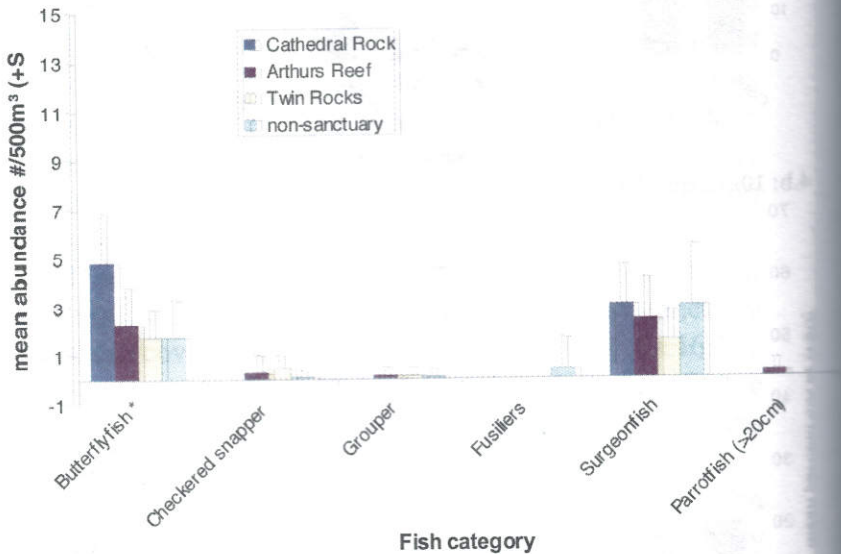 mean abundance #/500m³ (+S
15
13
11
9
7
5
3
1
-1
Cathedral Rock
Arthurs Reef
Twin Rocks
non-sanctuary
Butterflyfish*
Checkered snapper
Grouper
Fusiliers
Surgeonfish
Parrotfish (>20cm)
Fish category